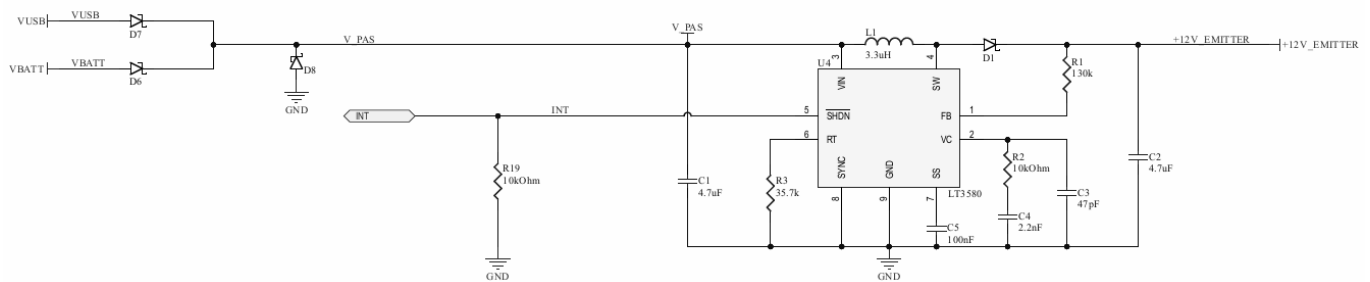 VUSB
VUSB
D7
VBATT
VBATT
D6
V_PAS
D8
GND
V_PAS
INT
INT
R19
10kOhm
GND
C1
4.7uF
R3
35.7k
U4
L1
3.3uH
D1
3
VIN
4
SW
5
SHDN
6
RT
FB
1
VC
2
SYNC
8
GND
9
SS
7
LT3580
C5
100nF
GND
R1
130k
R2
10kOhm
C4
2.2nF
C3
47pF
C2
4.7uF
+12V_EMITTER
+12V_EMITTER